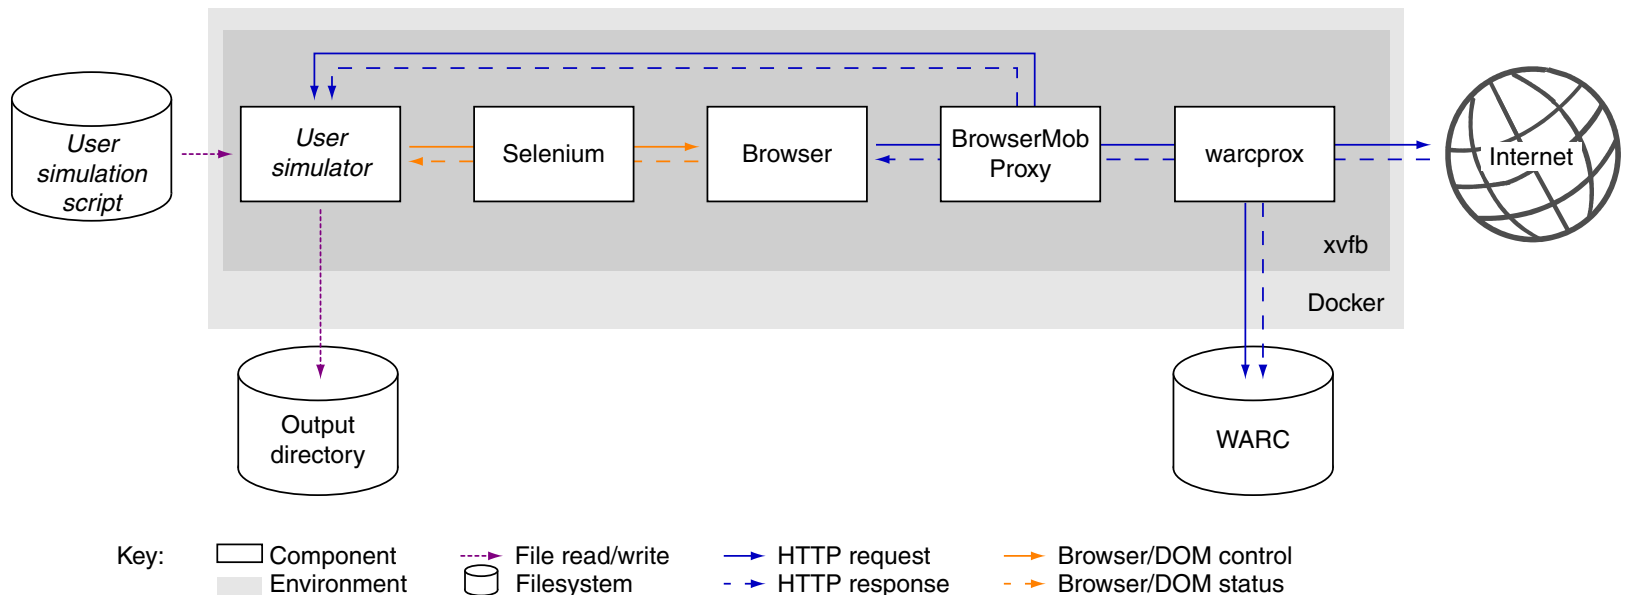 User
simulation
script
User
simulator
Selenium
Browser
BrowserMob
Proxy
warcprox
Internet
xvfb
Docker
Output
directory
WARC
Key:
Component
File read/write
HTTP request
Browser/DOM control
Environment
Filesystem
HTTP response
Browser/DOM status